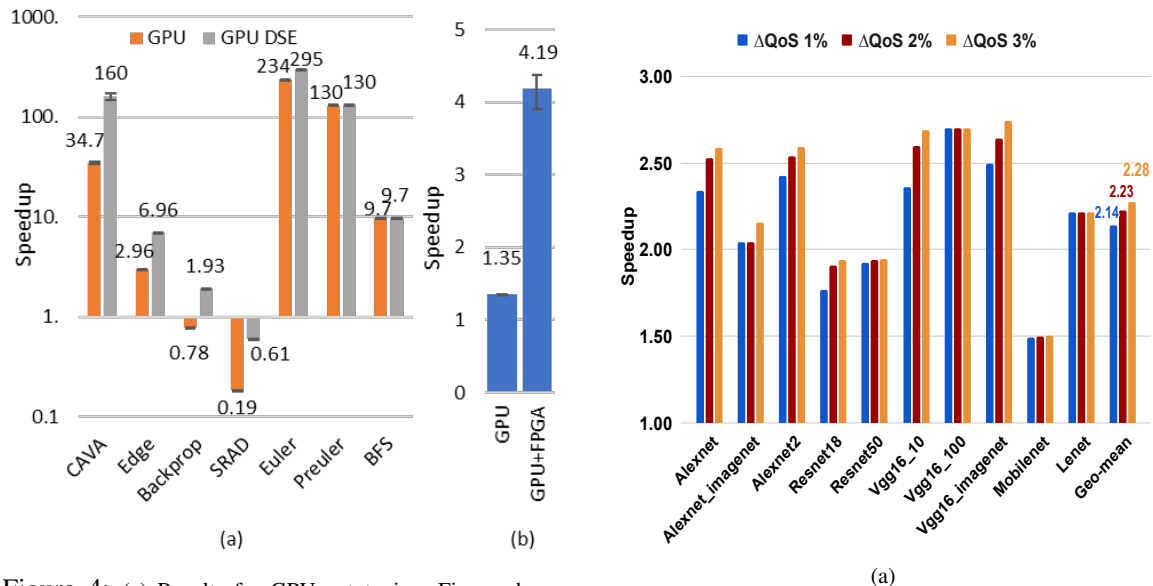 1000.
100.
10.
1.
0.1
Speedup
GPU GPU DSE
34.7
160
2.96
6.96
0.78
1.93
0.19
0.61
234
295
130
130
9.7
9.7
CAVA
Edge
Backprop
SRAD
Euler
Preuler
BFS
(a)
5
4
3
2
1
0
Speedup
1.35
4.19
GPU
GPU+FPGA
(b)
ΔQoS 1% ΔQoS 2% ΔQoS 3%
3.00
2.50
2.00
1.50
1.00
Speedup
2.14
2.23
2.28
Alexnet
Alexnet_imagenet
Alexnet2
Resnet18
Resnet50
Vgg16_10
Vgg16_100
Vgg16_imagenet
Mobilenet
Lenet
Geo-mean
(a)